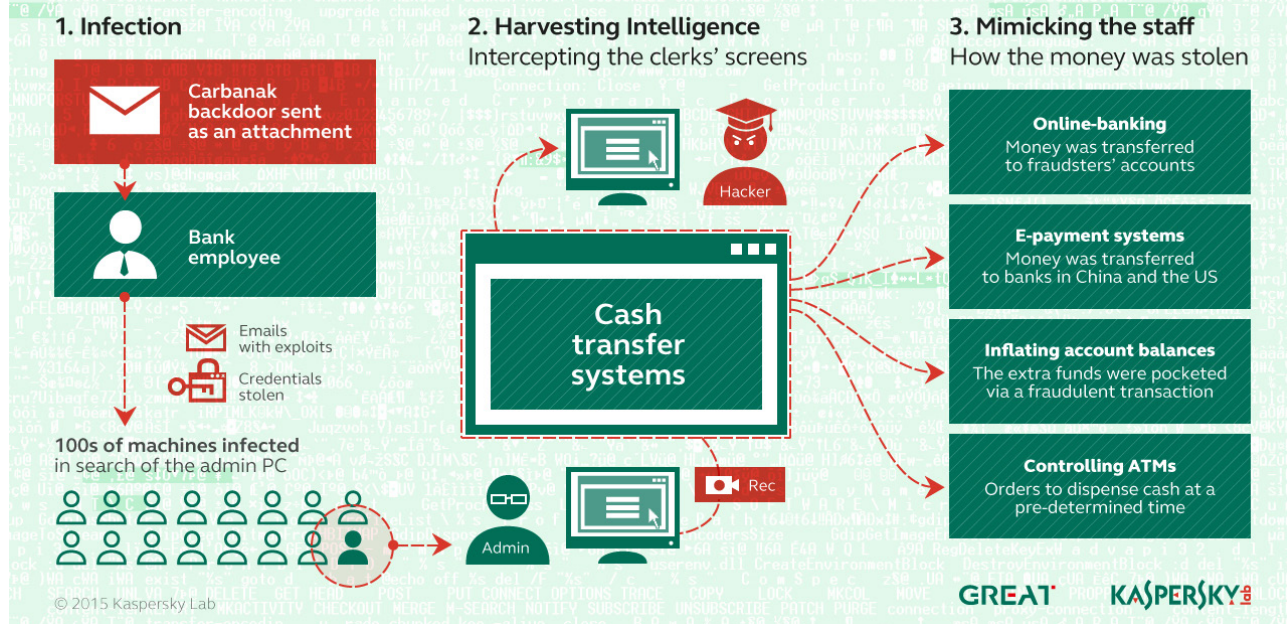 1. Infection
Carbanak
backdoor sent
as an attachment
Bank
employee
Emails
with exploits
Credentials
stolen
100s of machines infected
in search of the admin PC
2. Harvesting Intelligence
Intercepting the clerks' screens
Hacker
Cash
transfer
systems
Rec
Admin
3. Mimicking the staff
How the money was stolen
Online-banking
Money was transferred
to fraudsters' accounts
E-payment systems
Money was transferred
to banks in China and the US
Inflating account balances
The extra funds were pocketed
via a fraudulent transaction
Controlling ATMs
Orders to dispense cash at a
pre-determined time
© 2015 Kaspersky Lab
GREAT
KASPERSKY lab